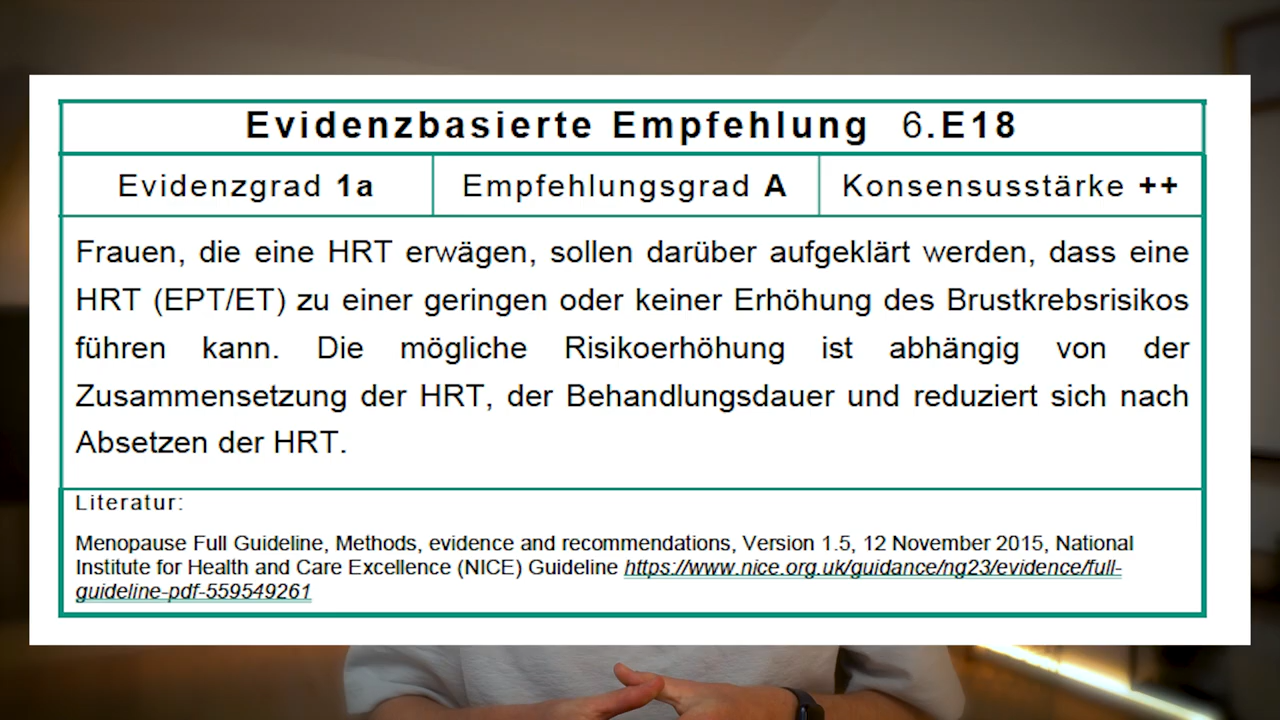 Evidenzbasierte Empfehlung 6.E18
Evidenzgrad 1a
Empfehlungsgrad A
Konsensusstärke ++
Frauen, die eine HRT erwägen, sollen darüber aufgeklärt werden, dass eine
HRT (EPT/ET) zu einer geringen oder keiner Erhöhung des Brustkrebsrisikos
führen kann. Die mögliche Risikoerhöhung ist abhängig von der
Zusammensetzung der HRT, der Behandlungsdauer und reduziert sich nach
Absetzen der HRT.
Literatur:
Menopause Full Guideline, Methods, evidence and recommendations, Version 1.5, 12 November 2015, National
Institute for Health and Care Excellence (NICE) Guideline https://www.nice.org.uk/guidance/ng23/evidence/full-
guideline-pdf-559549261